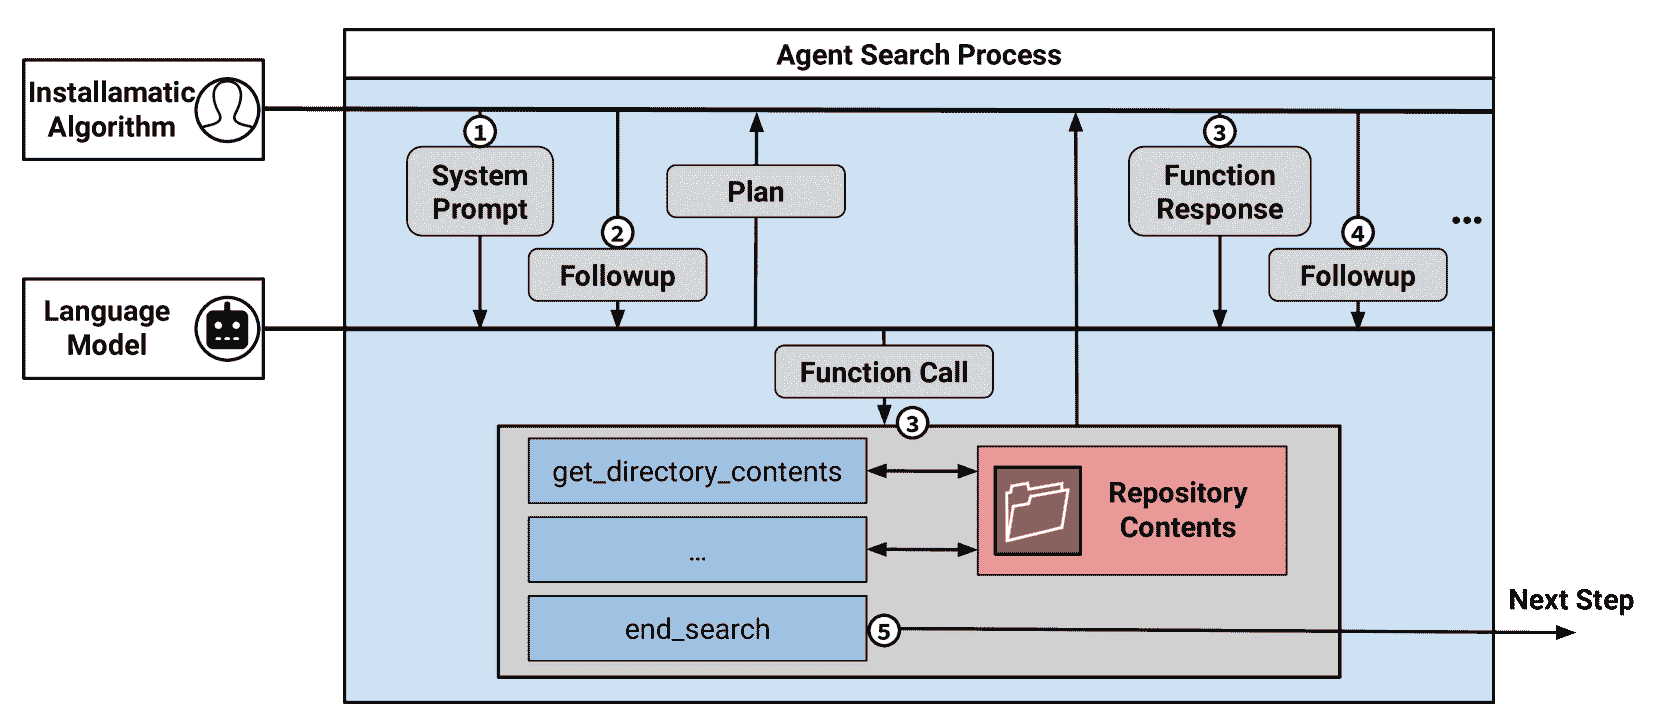 Agent Search Process
Installamatic
Algorithm
1
System
Prompt
2
Followup
Plan
3
Function
Response
4
Followup
...
Language
Model
Function Call
3
get_directory_contents
...
end_search
5
Repository
Contents
Next Step